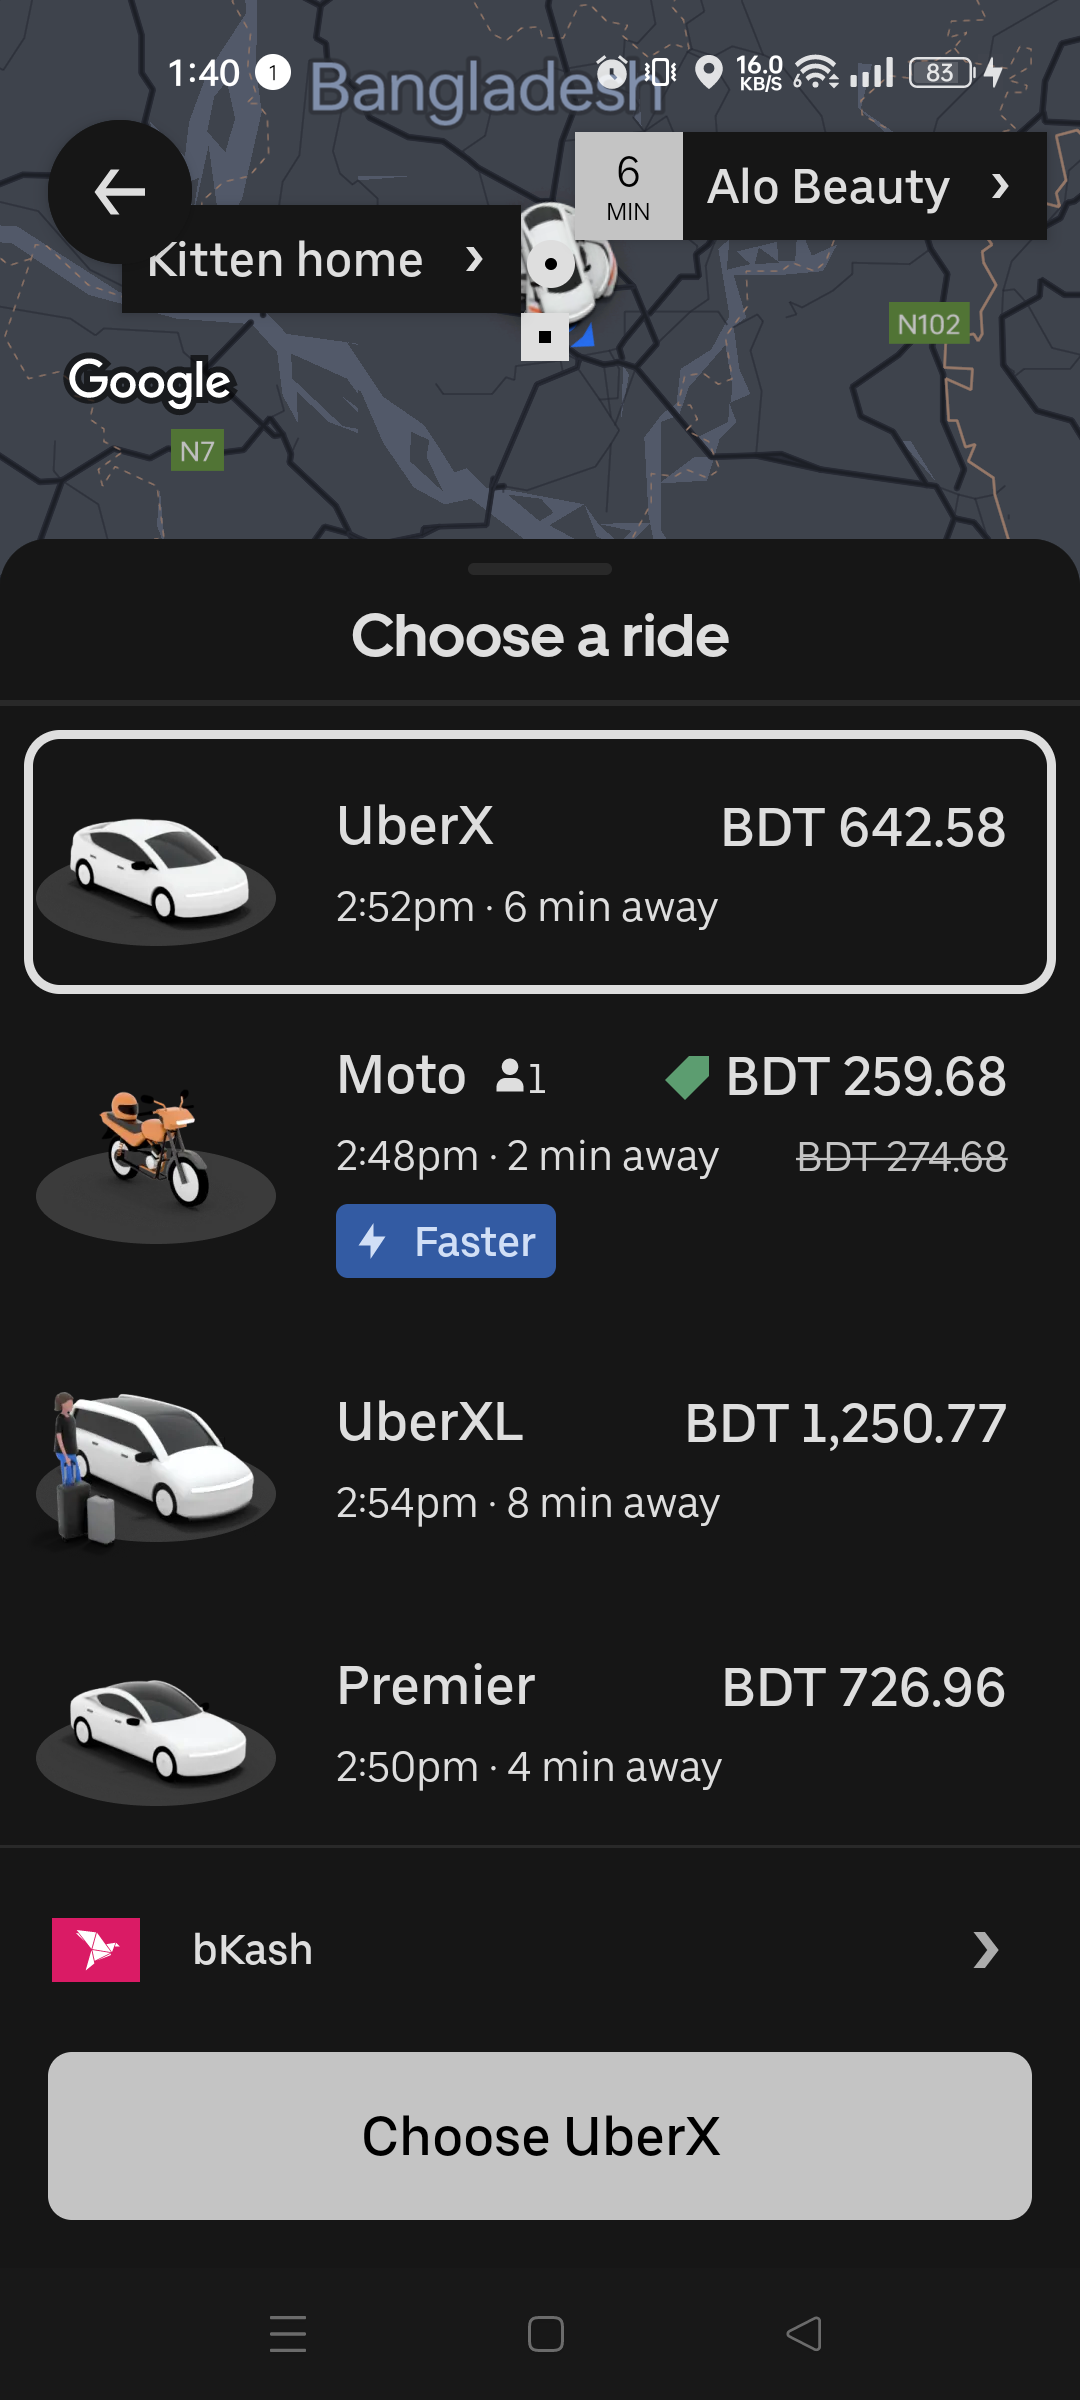 1:40 1 16.0 KB/S 6 83
Bangladesh
6 MIN Alo Beauty
Kitten home
N102
Google
N7
Choose a ride
UberX BDT 642.58
2:52pm · 6 min away
Moto 1 BDT 259.68
2:48pm · 2 min away BDT 274.68
Faster
UberXL BDT 1,250.77
2:54pm · 8 min away
Premier BDT 726.96
2:50pm · 4 min away
bKash
Choose UberX